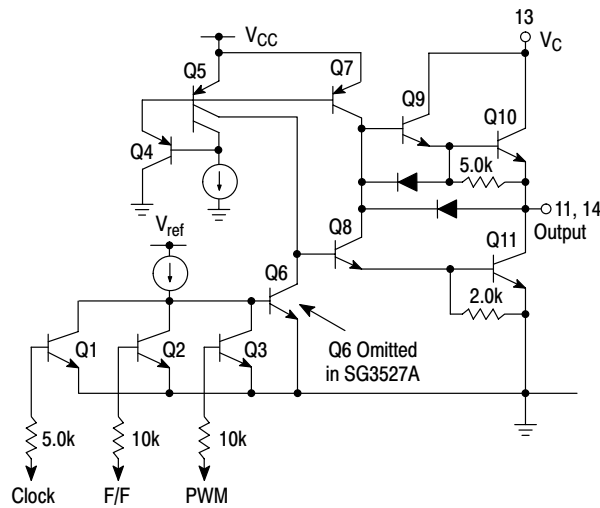 13
V_CC
V_C
Q5
Q7
Q9
Q10
Q4
5.0k
11, 14
Output
V_ref
Q8
Q11
Q6
2.0k
Q1
Q2
Q3
Q6 Omitted
in SG3527A
5.0k
10k
10k
Clock
F/F
PWM